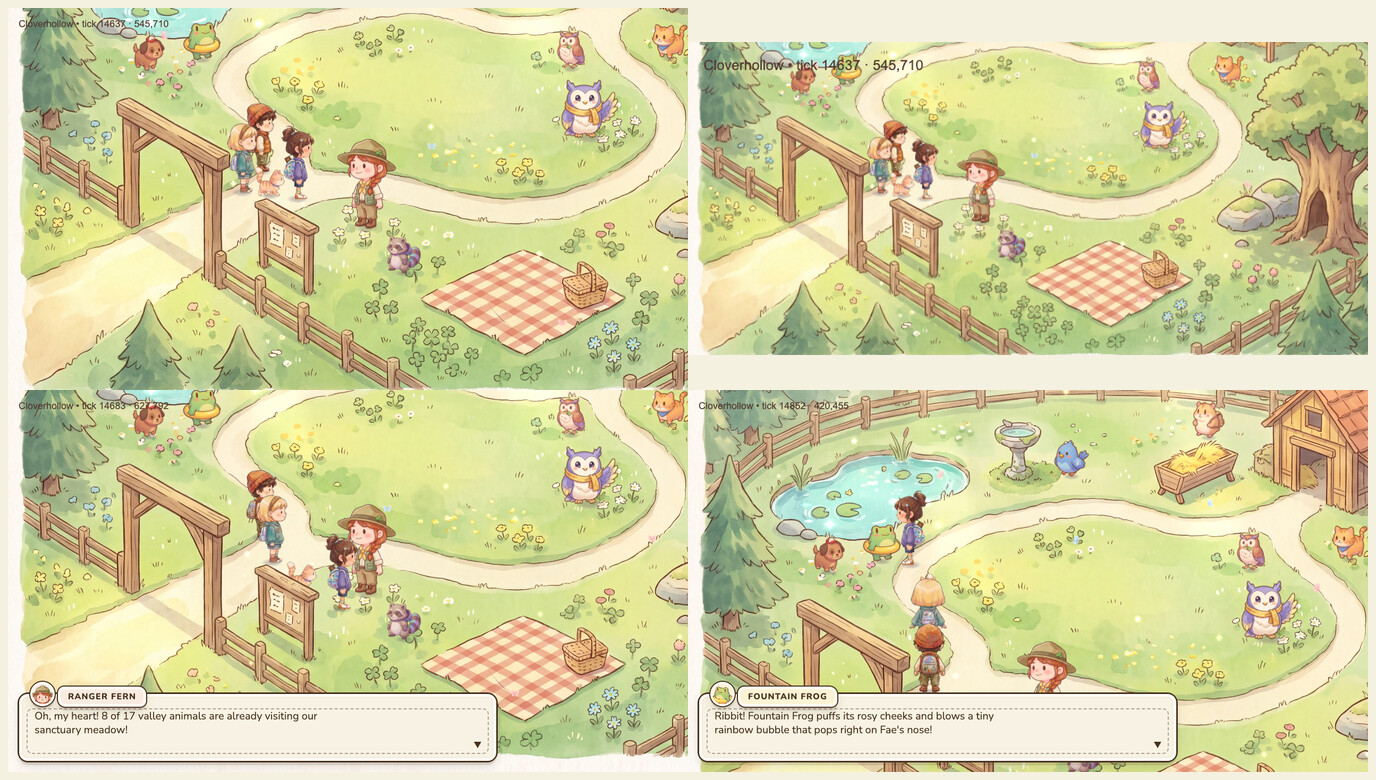 Cloverhollow • tick 14637 · 545,710
Cloverhollow • tick 14637 · 545,710
Cloverhollow • tick 14683 · 627,792
RANGER FERN
Oh, my heart! 8 of 17 valley animals are already visiting our
sanctuary meadow!
Cloverhollow • tick 14852 · 420,455
FOUNTAIN FROG
Ribbit! Fountain Frog puffs its rosy cheeks and blows a tiny
rainbow bubble that pops right on Fae's nose!